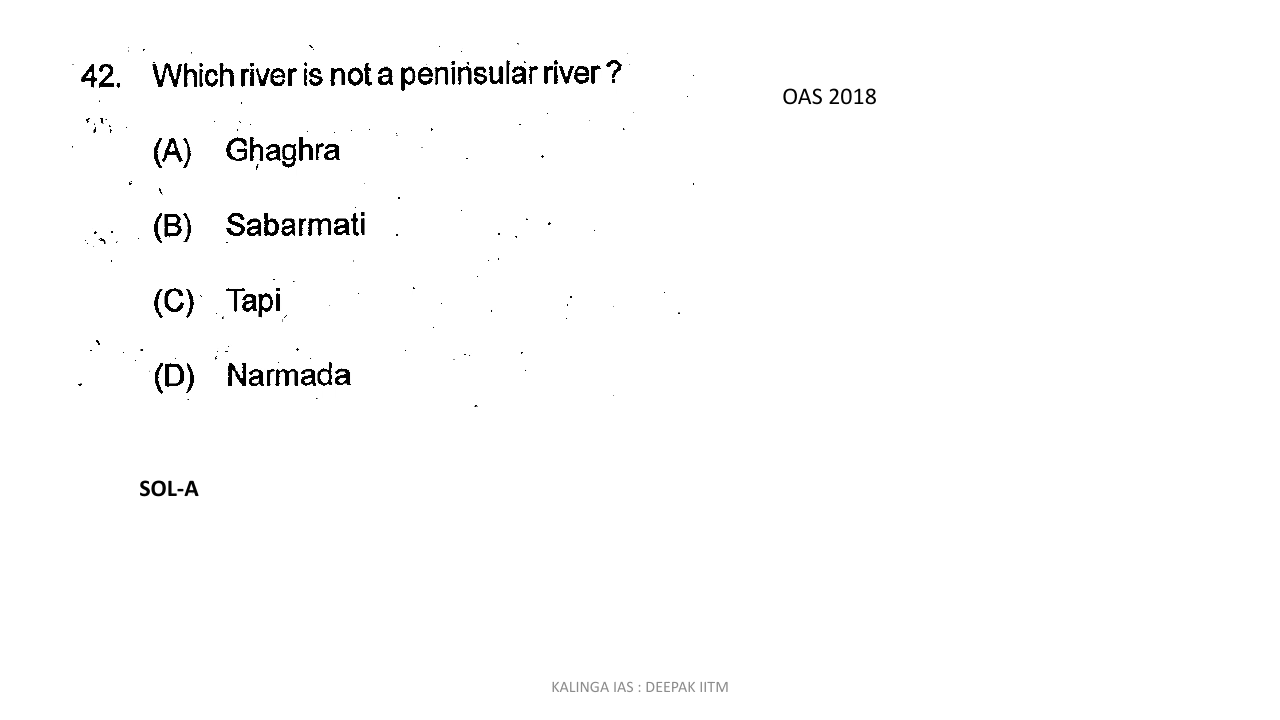 42. Which river is not a peninsular river ?
OAS 2018
(A) Ghaghra
(B) Sabarmati
(C) Tapi
(D) Narmada
SOL-A
KALINGA IAS : DEEPAK IITM